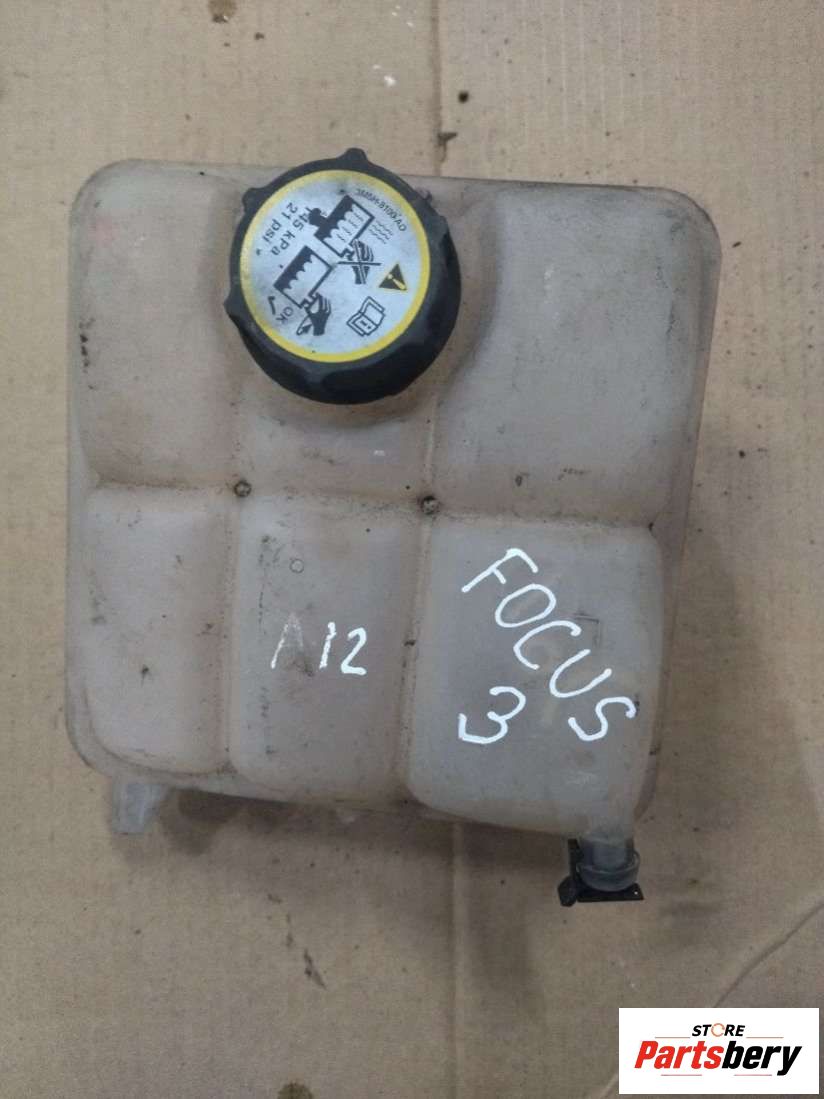 3M5H-8100-AD
145 kPa
21 psi
OK
A12
FOCUS
3
STORE
Partsbery